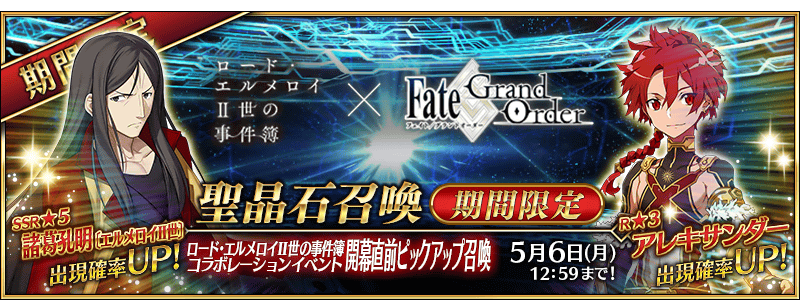 期間限定
ロード・
エルメロイ
II世の
事件簿
×
Fate
Grand
Order
フェイト/グランドオーダー
聖晶石召喚
期間限定
SSR★5
諸葛孔明〔エルメロイII世〕
出現確率UP!
ロード・エルメロイII世の事件簿
コラボレーションイベント
開幕直前ピックアップ召喚
5月6日(月)
12:59まで!
R★3
アレキサンダー
出現確率UP!